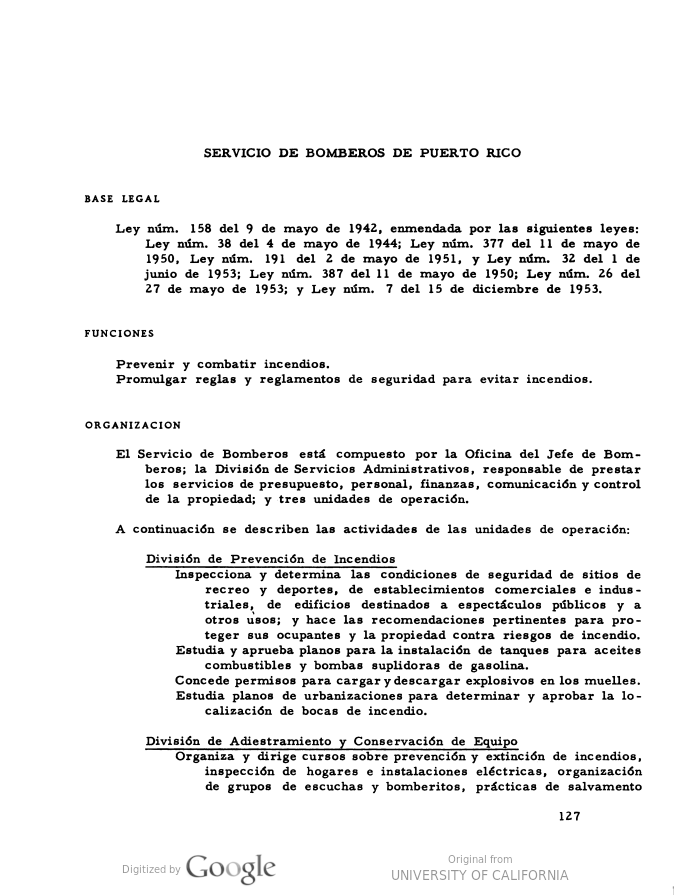 SERVICIO DE BOMBEROS DE PUERTO RICO
BASE LEGAL
Ley núm. 158 del 9 de mayo de 1942, enmendada por las siguientes leyes:
Ley núm. 38 del 4 de mayo de 1944; Ley núm. 377 del 11 de mayo de
1950, Ley núm. 191 del 2 de mayo de 1951, y Ley núm. 32 del 1 de
junio de 1953; Ley núm. 387 del 11 de mayo de 1950; Ley núm. 26 del
27 de mayo de 1953; y Ley núm. 7 del 15 de diciembre de 1953.
FUNCIONES
Prevenir y combatir incendios.
Promulgar reglas y reglamentos de seguridad para evitar incendios.
ORGANIZACION
El Servicio de Bomberos está compuesto por la Oficina del Jefe de Bom-
beros; la División de Servicios Administrativos, responsable de prestar
los servicios de presupuesto, personal, finanzas, comunicación y control
de la propiedad; y tres unidades de operación.
A continuación se describen las actividades de las unidades de operación:
División de Prevención de Incendios
Inspecciona y determina las condiciones de seguridad de sitios de
recreo y deportes, de establecimientos comerciales e indus-
triales, de edificios destinados a espectáculos públicos y a
otros usos; y hace las recomendaciones pertinentes para pro-
teger sus ocupantes y la propiedad contra riesgos de incendio.
Estudia y aprueba planos para la instalación de tanques para aceites
combustibles y bombas suplidoras de gasolina.
Concede permisos para cargar y descargar explosivos en los muelles.
Estudia planos de urbanizaciones para determinar y aprobar la lo-
calización de bocas de incendio.
División de Adiestramiento y Conservación de Equipo
Organiza y dirige cursos sobre prevención y extinción de incendios,
inspección de hogares e instalaciones eléctricas, organización
de grupos de escuchas y bomberitos, prácticas de salvamento
127
Digitized by Google
Original from
UNIVERSITY OF CALIFORNIA